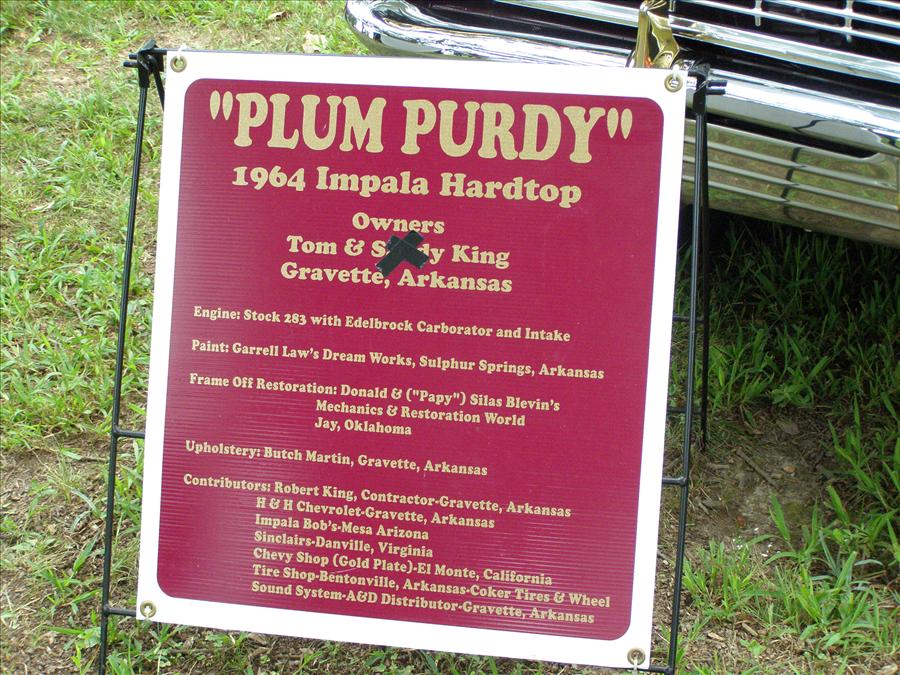 "PLUM PURDY"
1964 Impala Hardtop
Owners
Tom & King
Gravette, Arkansas
Engine: Stock 283 with Edelbrock Carborator and Intake
Paint: Garrell Law's Dream Works, Sulphur Springs, Arkansas
Frame Off Restoration: Donald & ("Papy") Silas Blevin's
Mechanics & Restoration World
Jay, Oklahoma
Upholstery: Butch Martin, Gravette, Arkansas
Contributors: Robert King, Contractor-Gravette, Arkansas
H & H Chevrolet-Gravette, Arkansas
Impala Bob's-Mesa Arizona
Sinclairs-Danville, Virginia
Chevy Shop (Gold Plate)-El Monte, California
Tire Shop-Bentonville, Arkansas-Coker Tires & Wheel
Sound System-A&D Distributor-Gravette, Arkansas